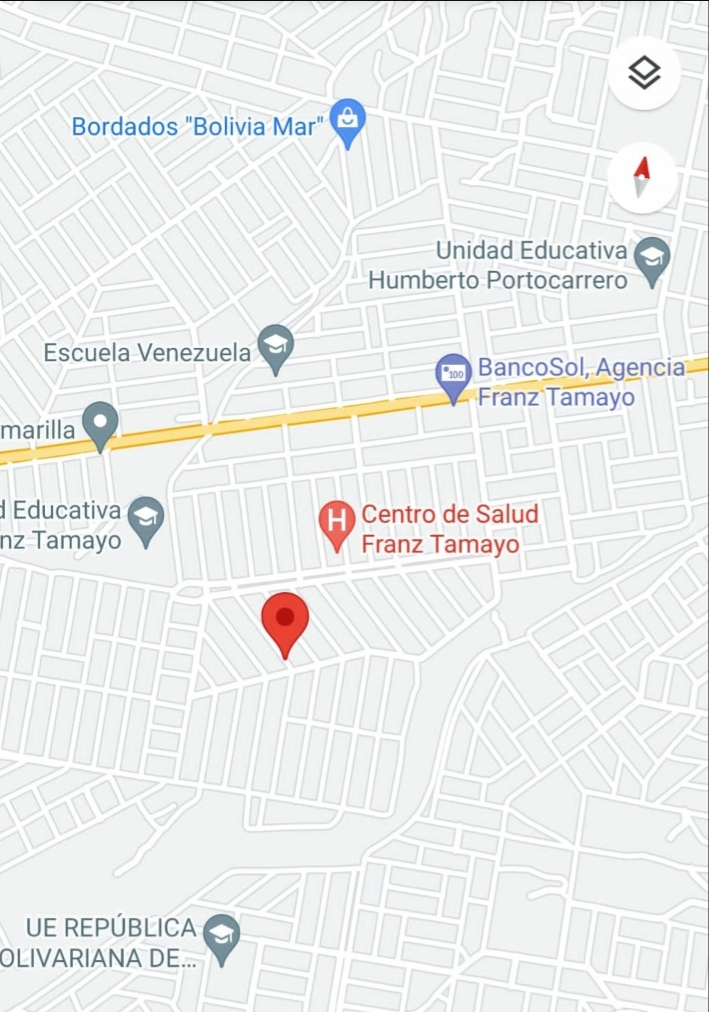 Bordados "Bolivia Mar"
Unidad Educativa
Humberto Portocarrero
Escuela Venezuela
BancoSol, Agencia
Franz Tamayo
100
marilla
d Educativa
nz Tamayo
H
Centro de Salud
Franz Tamayo
UE REPÚBLICA
OLIVARIANA DE...